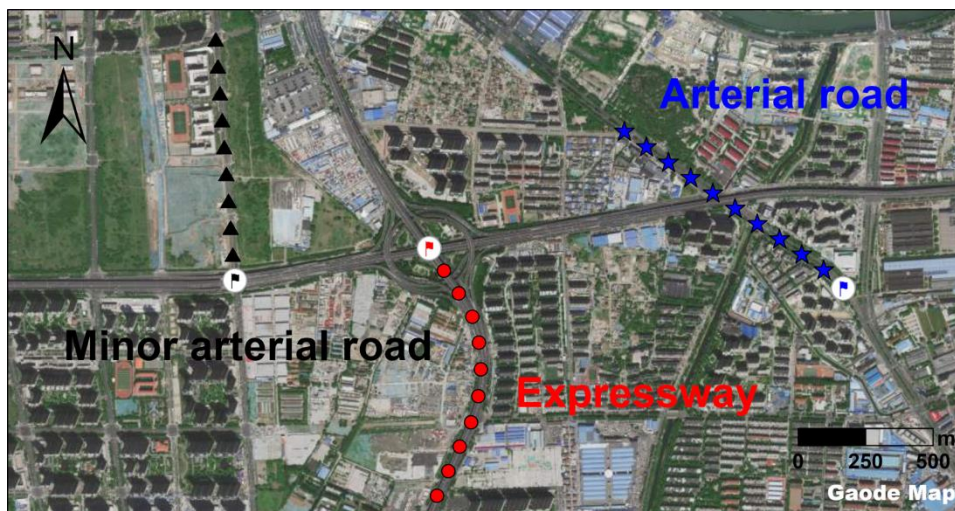 N
Arterial road
Minor arterial road
Expressway
m
0 250 500
Gaode Map